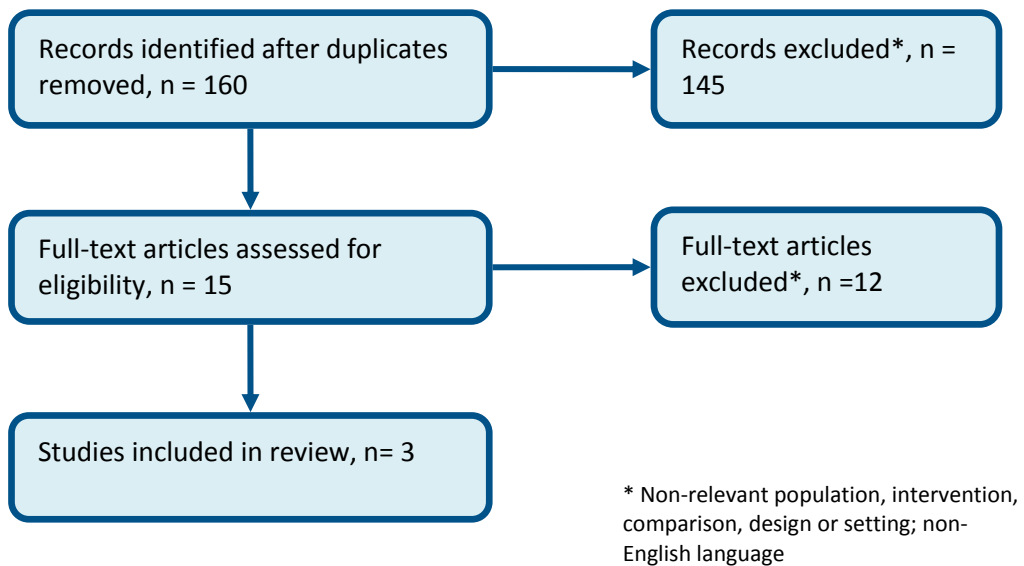 Records identified after duplicates
removed, n = 160
Records excluded*, n =
145
Full-text articles assessed for
eligibility, n = 15
Full-text articles
excluded*, n =12
Studies included in review, n= 3
* Non-relevant population, intervention,
comparison, design or setting; non-
English language